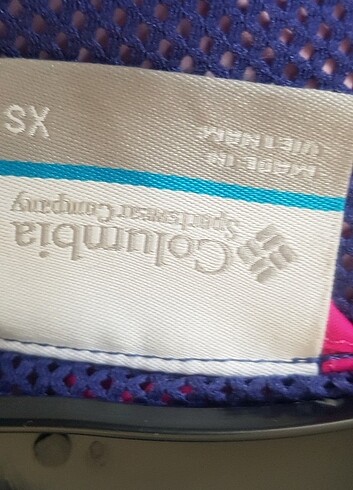 Columbia
Sportswear Company
XS
MADE IN
VIETNAM